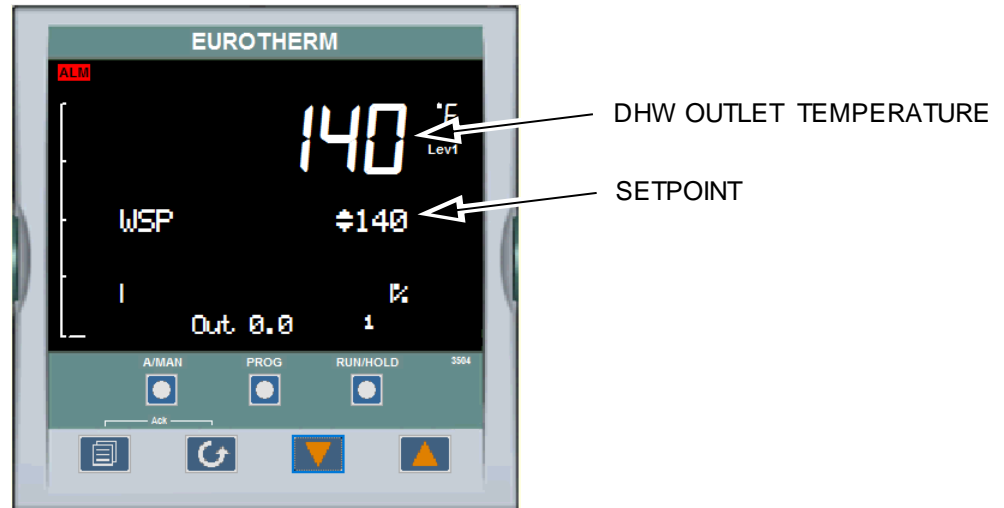 EUROTHERM
ALM
140 °F
DHW OUTLET TEMPERATURE
Lev1
SETPOINT
WSP 140
Out 0.0 1
A/MAN PROG RUN/HOLD 3504
Ack